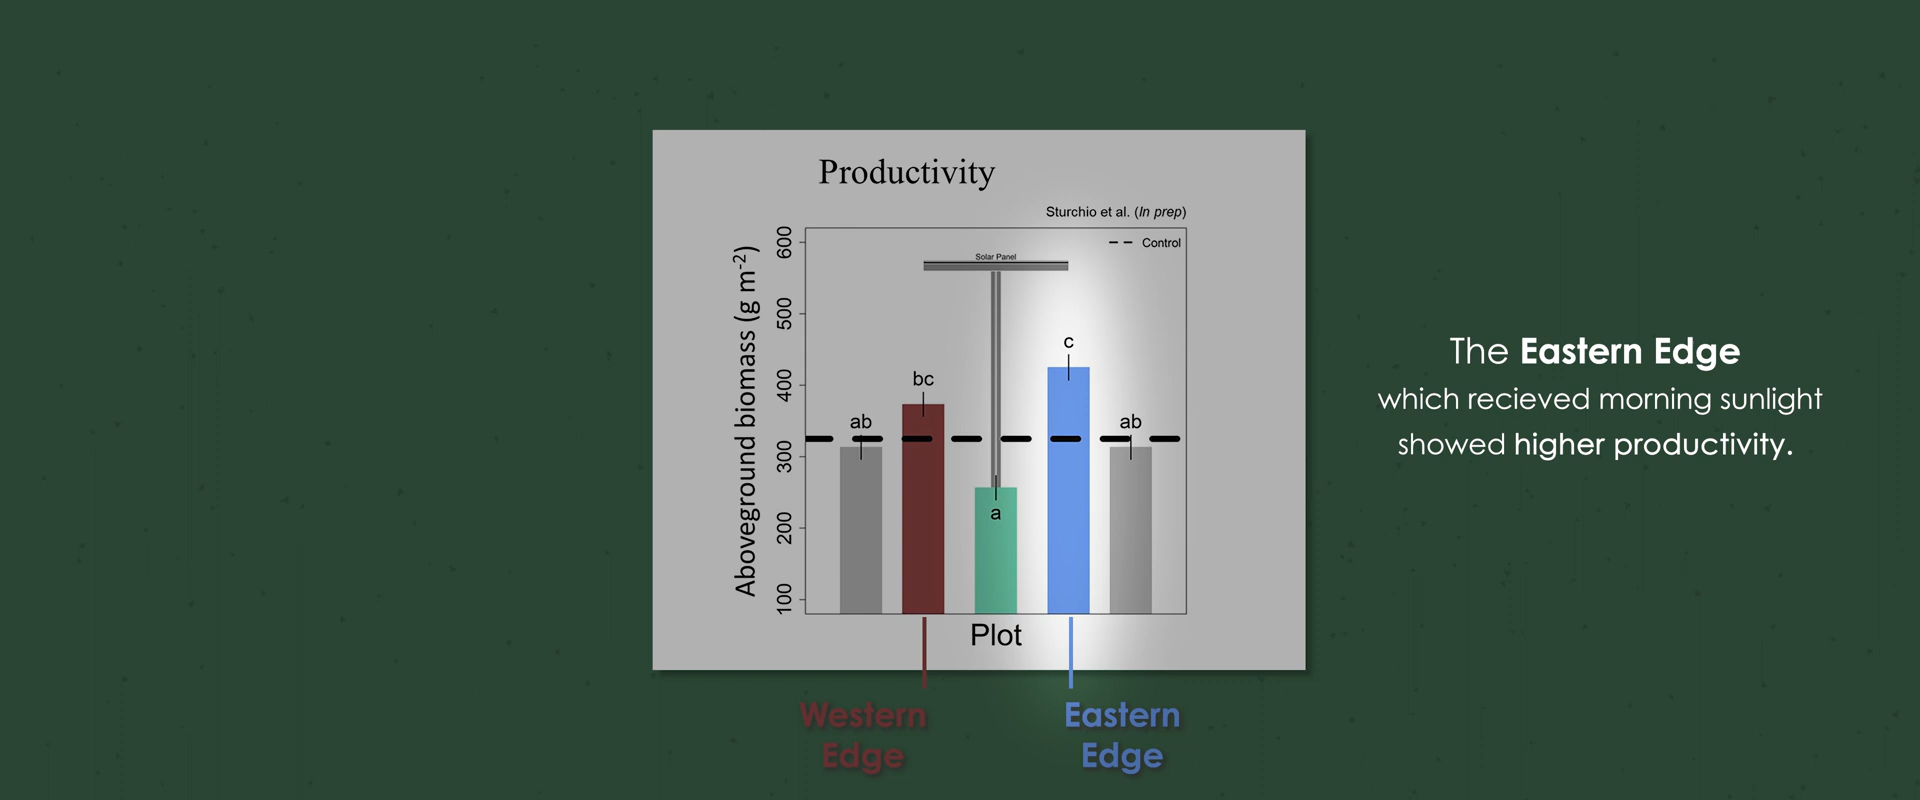 Productivity
Sturchio et al. (In prep)
Control
Solar Panel
Aboveground biomass (g m-2)
600
500
400
300
200
100
ab
bc
a
c
ab
Plot
Western
Edge
Eastern
Edge
The Eastern Edge
which recieved morning sunlight
showed higher productivity.